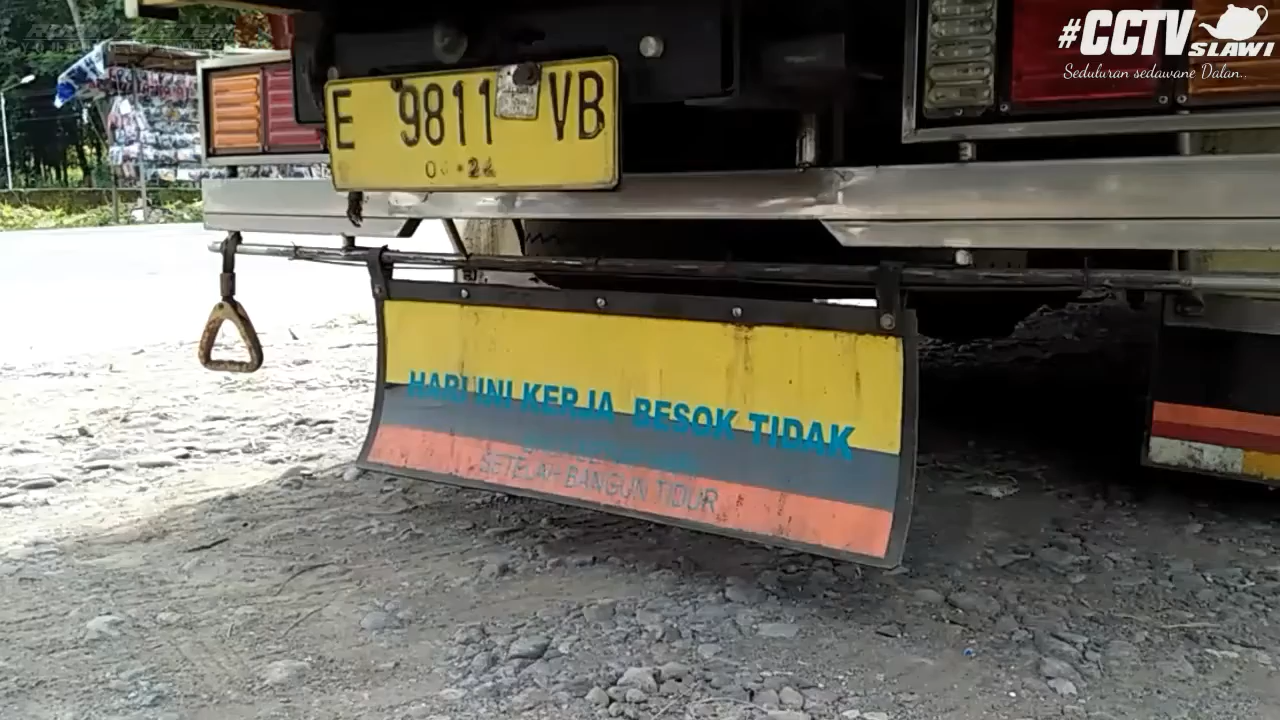 #CCTV
SLAWI
Seduluran sedawane Dalan..
E 9811 VB
HARI INI KERJA BESOK TIDAK
SETELAH BANGUN TIDUR